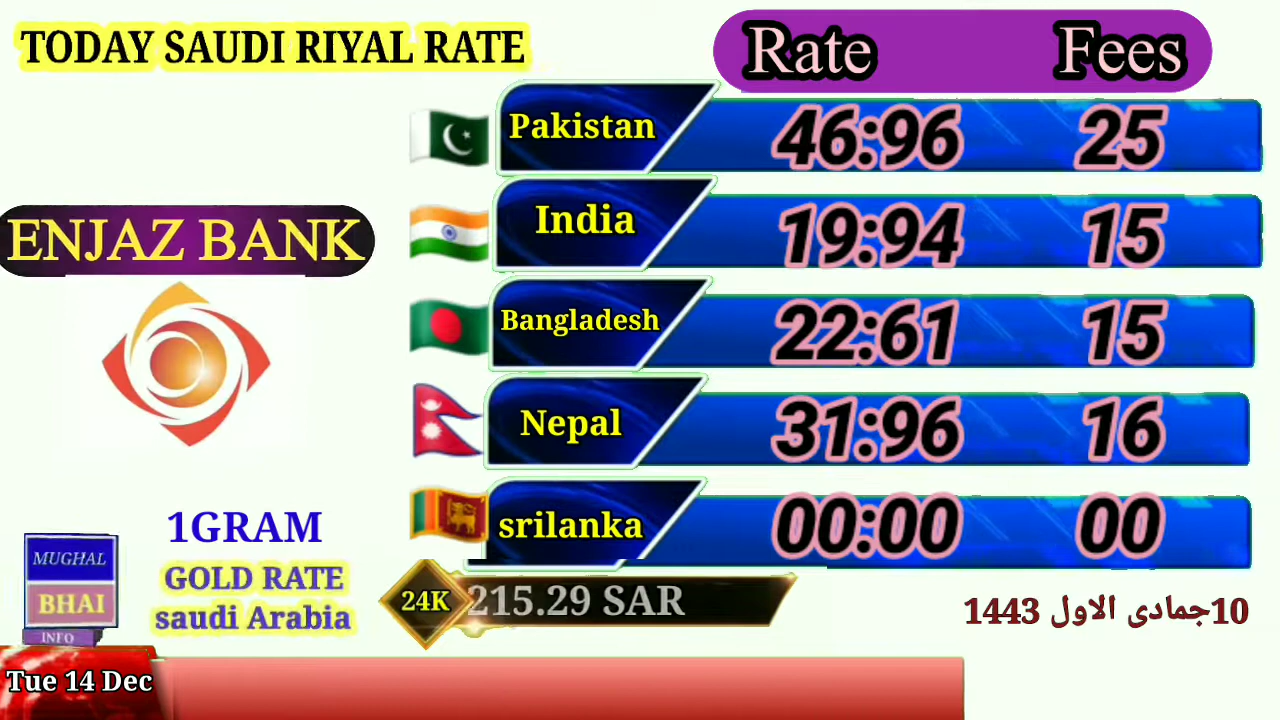 TODAY SAUDI RIYAL RATE
Rate Fees
Pakistan 46:96 25
India 19:94 15
ENJAZ BANK
Bangladesh 22:61 15
Nepal 31:96 16
srilanka 00:00 00
1GRAM
GOLD RATE
saudi Arabia
24K 215.29 SAR
10جمادى الاول 1443
MUGHAL
BHAI
INFO
Tue 14 Dec